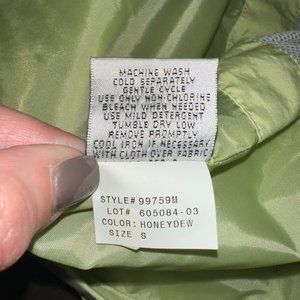 MACHINE WASH
COLD SEPARATELY
GENTLE CYCLE
USE ONLY NON-CHLORINE
BLEACH WHEN NEEDED
USE MILD DETERGENT
TUMBLE DRY LOW
REMOVE PROMPTLY
COOL IRON IF NECESSARY
WITH CLOTH OVER FABRIC
STYLE# 99759M
LOT# 605084-03
COLOR: HONEYDEW
SIZE S